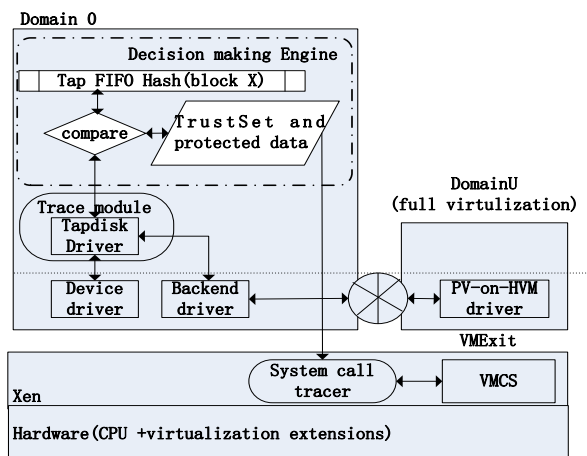 Domain 0
Decision making Engine
Tap FIFO Hash(block X)
compare
TrustSet and
protected data
DomainU
(full virtulization)
Trace module
Tapdisk
Driver
Device
driver
Backend
driver
PV-on-HVM
driver
VMExit
System call
tracer
VMCS
Xen
Hardware(CPU +virtualization extensions)